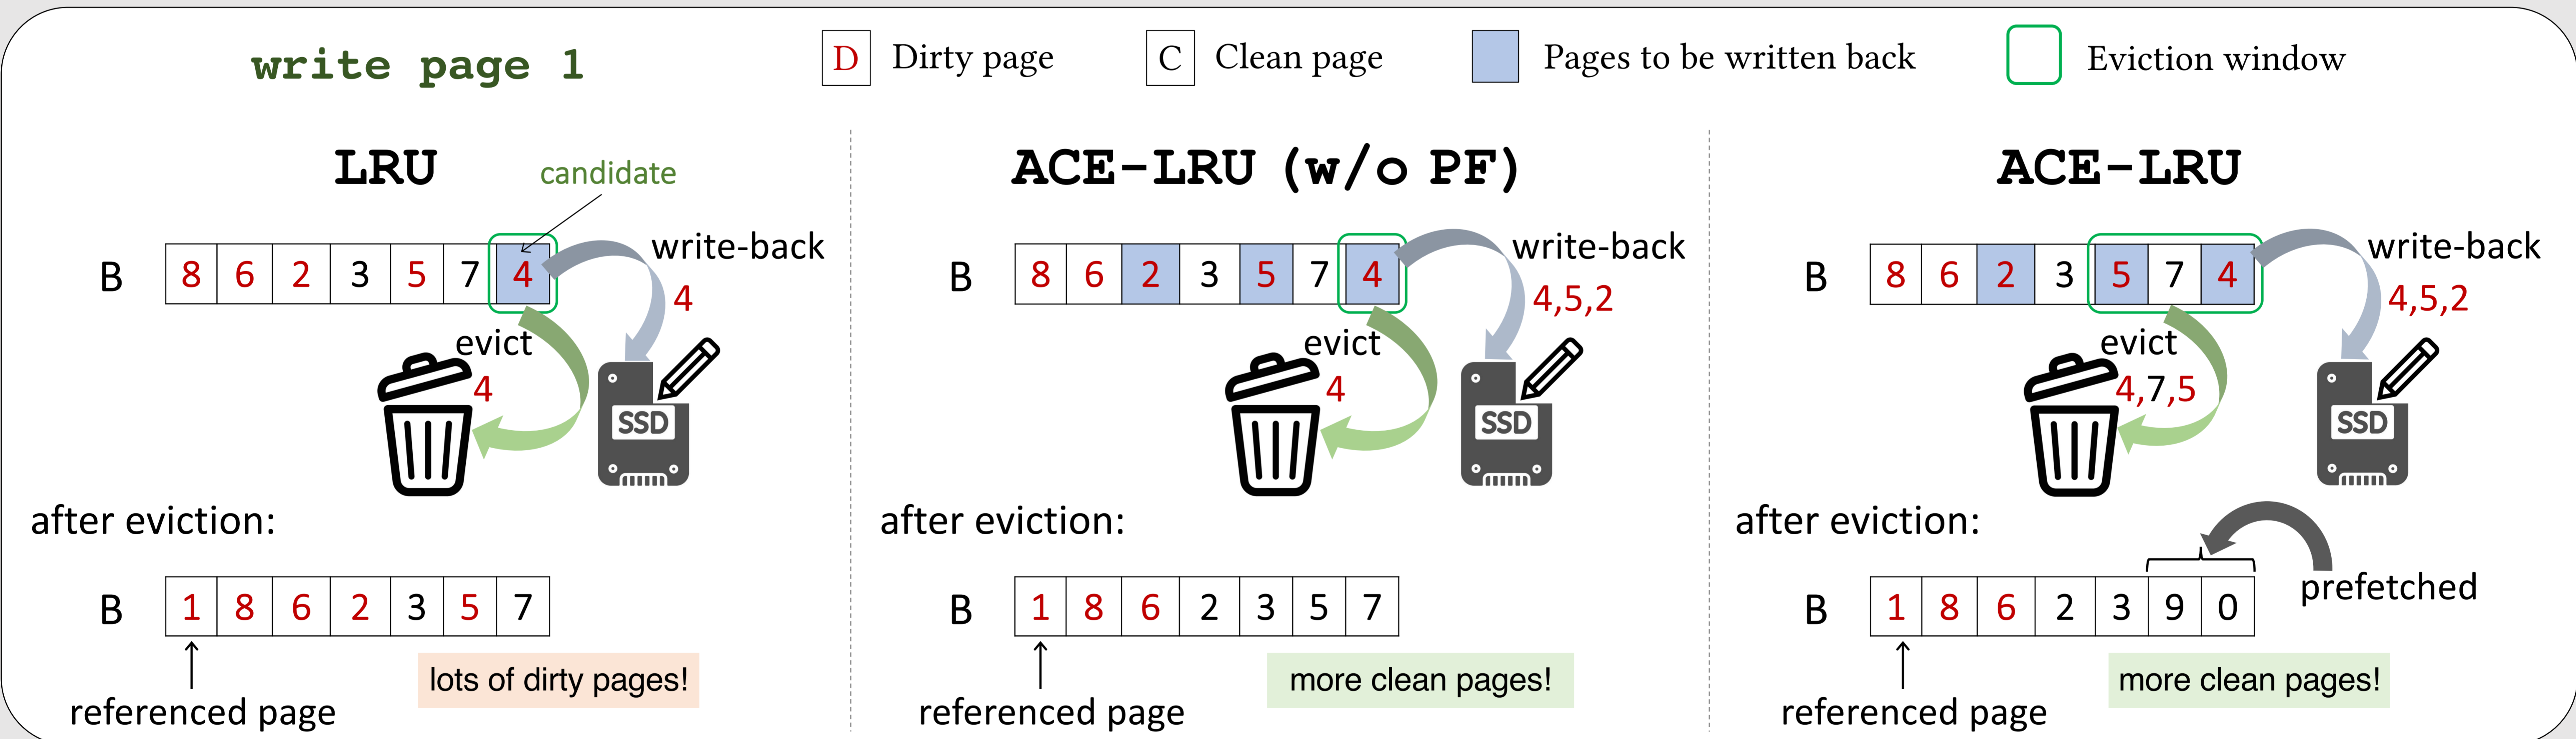 write page 1
D Dirty page
C Clean page
Pages to be written back
Eviction window
LRU
candidate
B 8 6 2 3 5 7 4
write-back
4
evict
4
SSD
after eviction:
B 1 8 6 2 3 5 7
referenced page
lots of dirty pages!
ACE-LRU (w/o PF)
B 8 6 2 3 5 7 4
write-back
4,5,2
evict
4
SSD
after eviction:
B 1 8 6 2 3 5 7
referenced page
more clean pages!
ACE-LRU
B 8 6 2 3 5 7 4
write-back
4,5,2
evict
4,7,5
SSD
after eviction:
prefetched
B 1 8 6 2 3 9 0
referenced page
more clean pages!